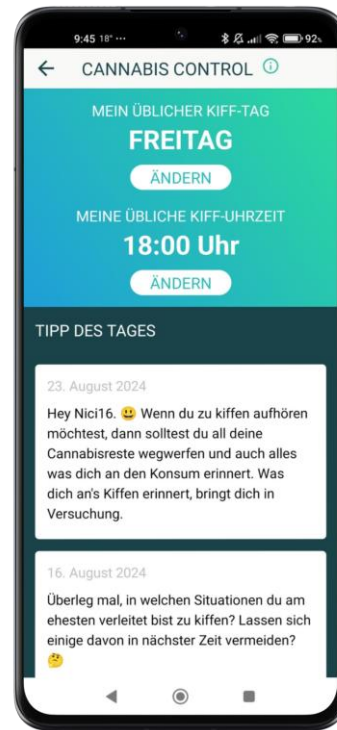 9:45 18° ··· 92%
← CANNABIS CONTROL ⓘ
MEIN ÜBLICHER KIFF-TAG
FREITAG
ÄNDERN
MEINE ÜBLICHE KIFF-UHRZEIT
18:00 Uhr
ÄNDERN
TIPP DES TAGES
23. August 2024
Hey Nici16. 😃 Wenn du zu kiffen aufhören
möchtest, dann solltest du all deine
Cannabisreste wegwerfen und auch alles
was dich an den Konsum erinnert. Was
dich an's Kiffen erinnert, bringt dich in
Versuchung.
16. August 2024
Überleg mal, in welchen Situationen du am
ehesten verleitet bist zu kiffen? Lassen sich
einige davon in nächster Zeit vermeiden?
🤔